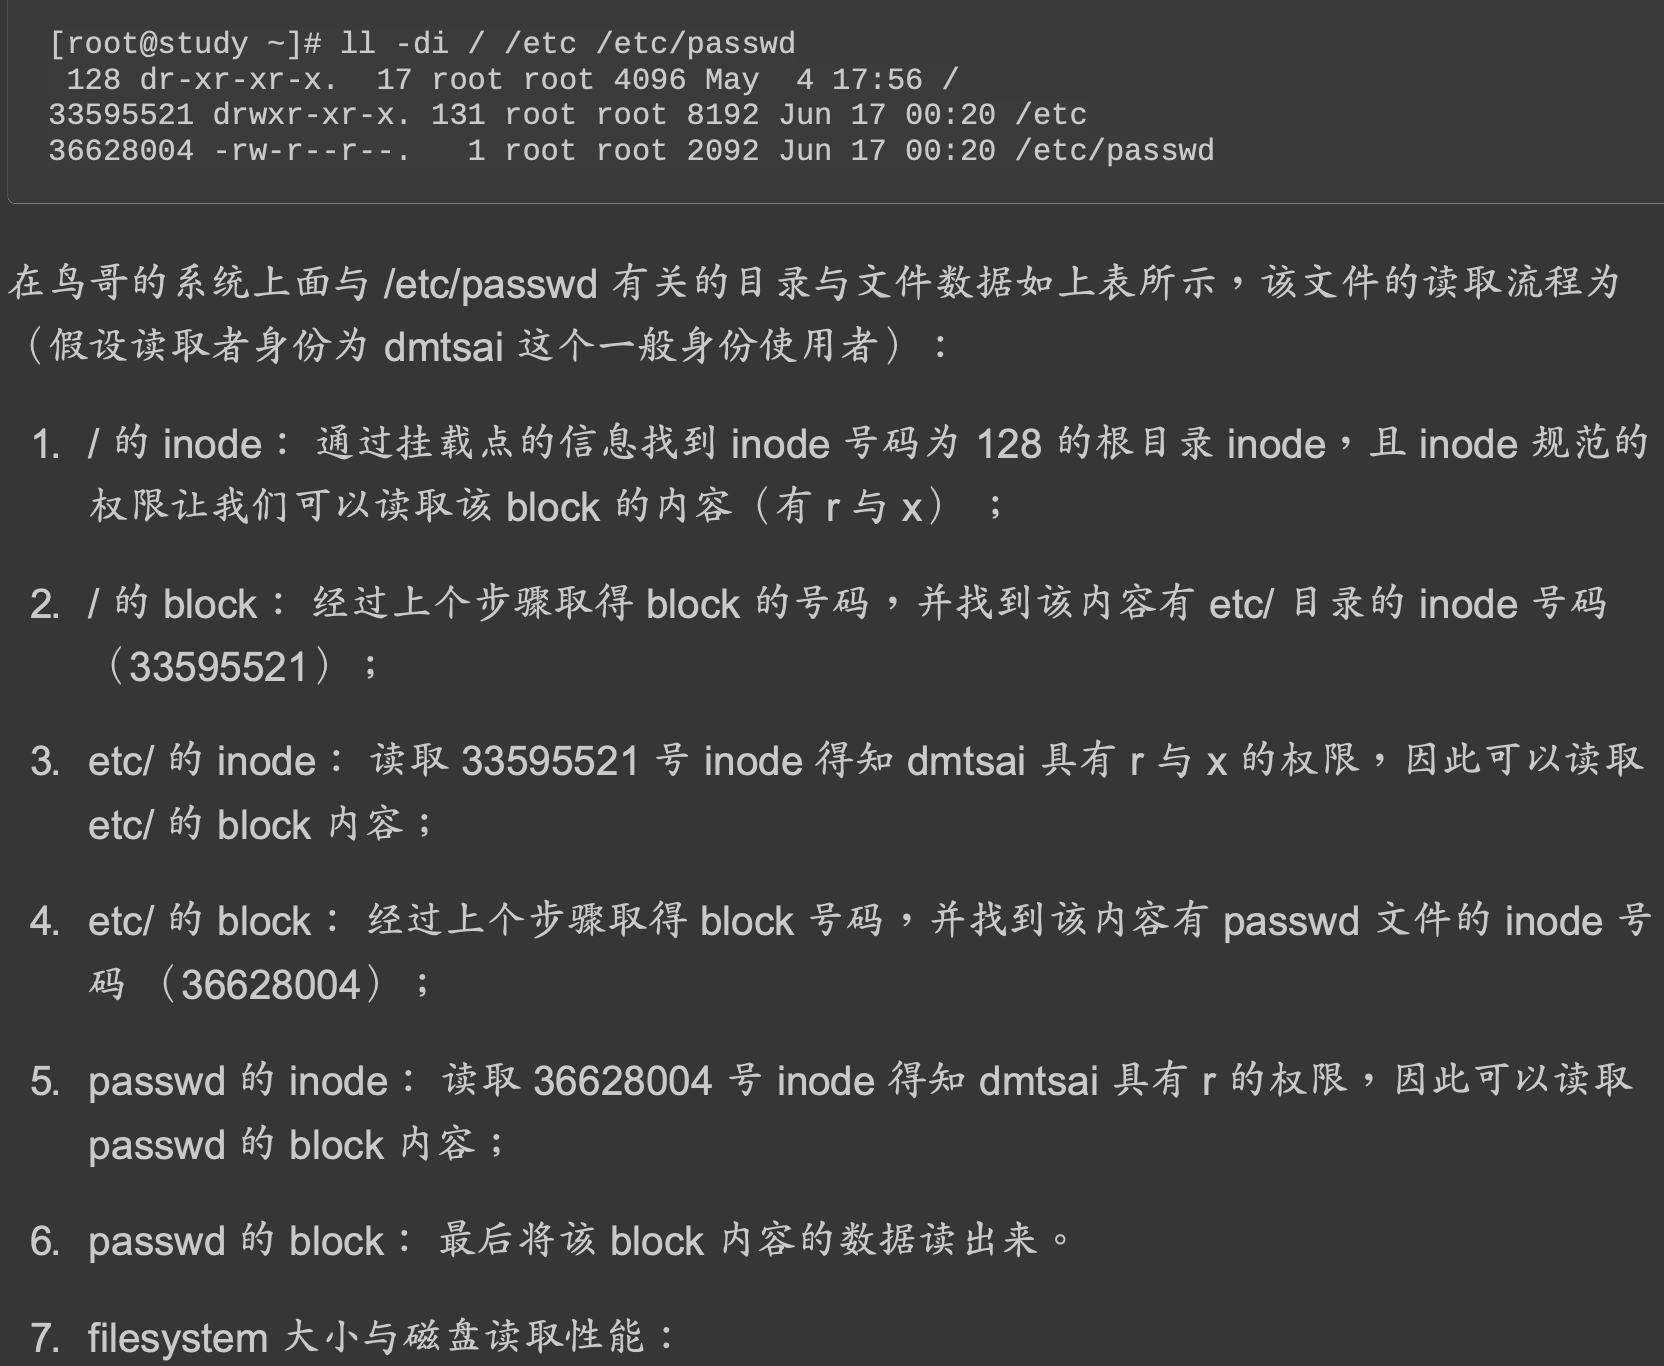 [root@study ~]# ll -di / /etc /etc/passwd
128 dr-xr-xr-x.  17 root root 4096 May  4 17:56 /
33595521 drwxr-xr-x. 131 root root 8192 Jun 17 00:20 /etc
36628004 -rw-r--r--.   1 root root 2092 Jun 17 00:20 /etc/passwd
在鸟哥的系统上面与 /etc/passwd 有关的目录与文件数据如上表所示，该文件的读取流程为
（假设读取者身份为 dmtsai 这个一般身份使用者）：
1. / 的 inode： 通过挂载点的信息找到 inode 号码为 128 的根目录 inode，且 inode 规范的
权限让我们可以读取该 block 的内容（有 r 与 x） ；
2. / 的 block： 经过上个步骤取得 block 的号码，并找到该内容有 etc/ 目录的 inode 号码
（33595521） ；
3. etc/ 的 inode： 读取 33595521 号 inode 得知 dmtsai 具有 r 与 x 的权限，因此可以读取
etc/ 的 block 内容；
4. etc/ 的 block： 经过上个步骤取得 block 号码，并找到该内容有 passwd 文件的 inode 号
码 （36628004） ；
5. passwd 的 inode： 读取 36628004 号 inode 得知 dmtsai 具有 r 的权限，因此可以读取
passwd 的 block 内容；
6. passwd 的 block： 最后将该 block 内容的数据读出来。
7. filesystem 大小与磁盘读取性能：